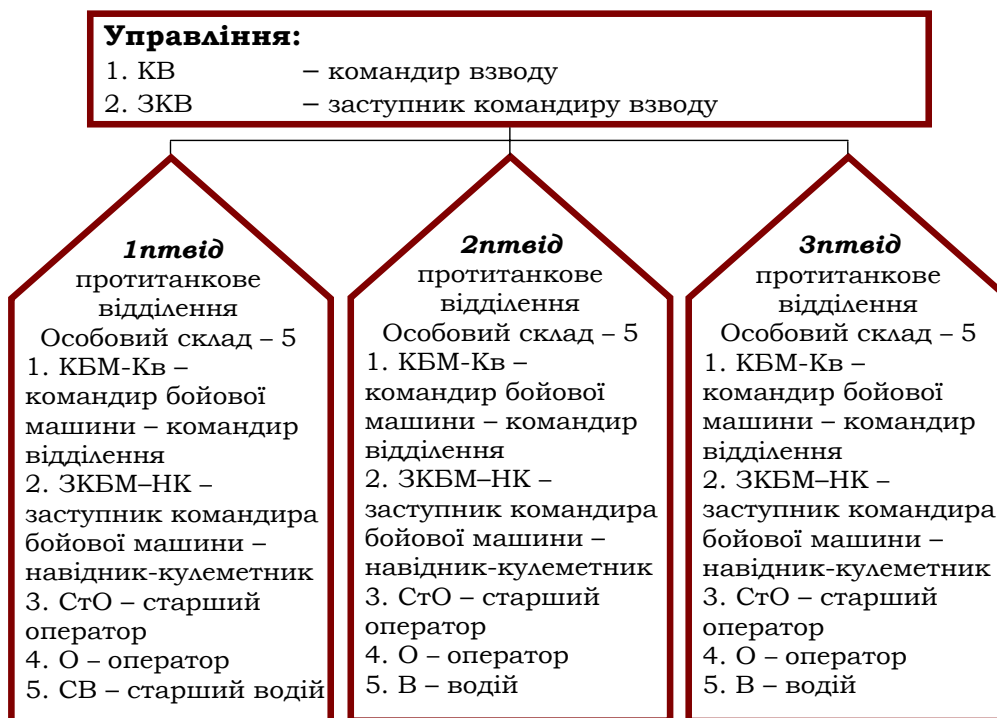 Управління:
1. КВ – командир взводу
2. ЗКВ – заступник командиру взводу
1птвід
протитанкове
відділення
Особовий склад – 5
1. КБМ-Кв –
командир бойової
машини – командир
відділення
2. ЗКБМ–НК –
заступник командира
бойової машини –
навідник-кулеметник
3. СтО – старший
оператор
4. О – оператор
5. СВ – старший водій
2птвід
протитанкове
відділення
Особовий склад – 5
1. КБМ-Кв –
командир бойової
машини – командир
відділення
2. ЗКБМ–НК –
заступник командира
бойової машини –
навідник-кулеметник
3. СтО – старший
оператор
4. О – оператор
5. В – водій
3птвід
протитанкове
відділення
Особовий склад – 5
1. КБМ-Кв –
командир бойової
машини – командир
відділення
2. ЗКБМ–НК –
заступник командира
бойової машини –
навідник-кулеметник
3. СтО – старший
оператор
4. О – оператор
5. В – водій